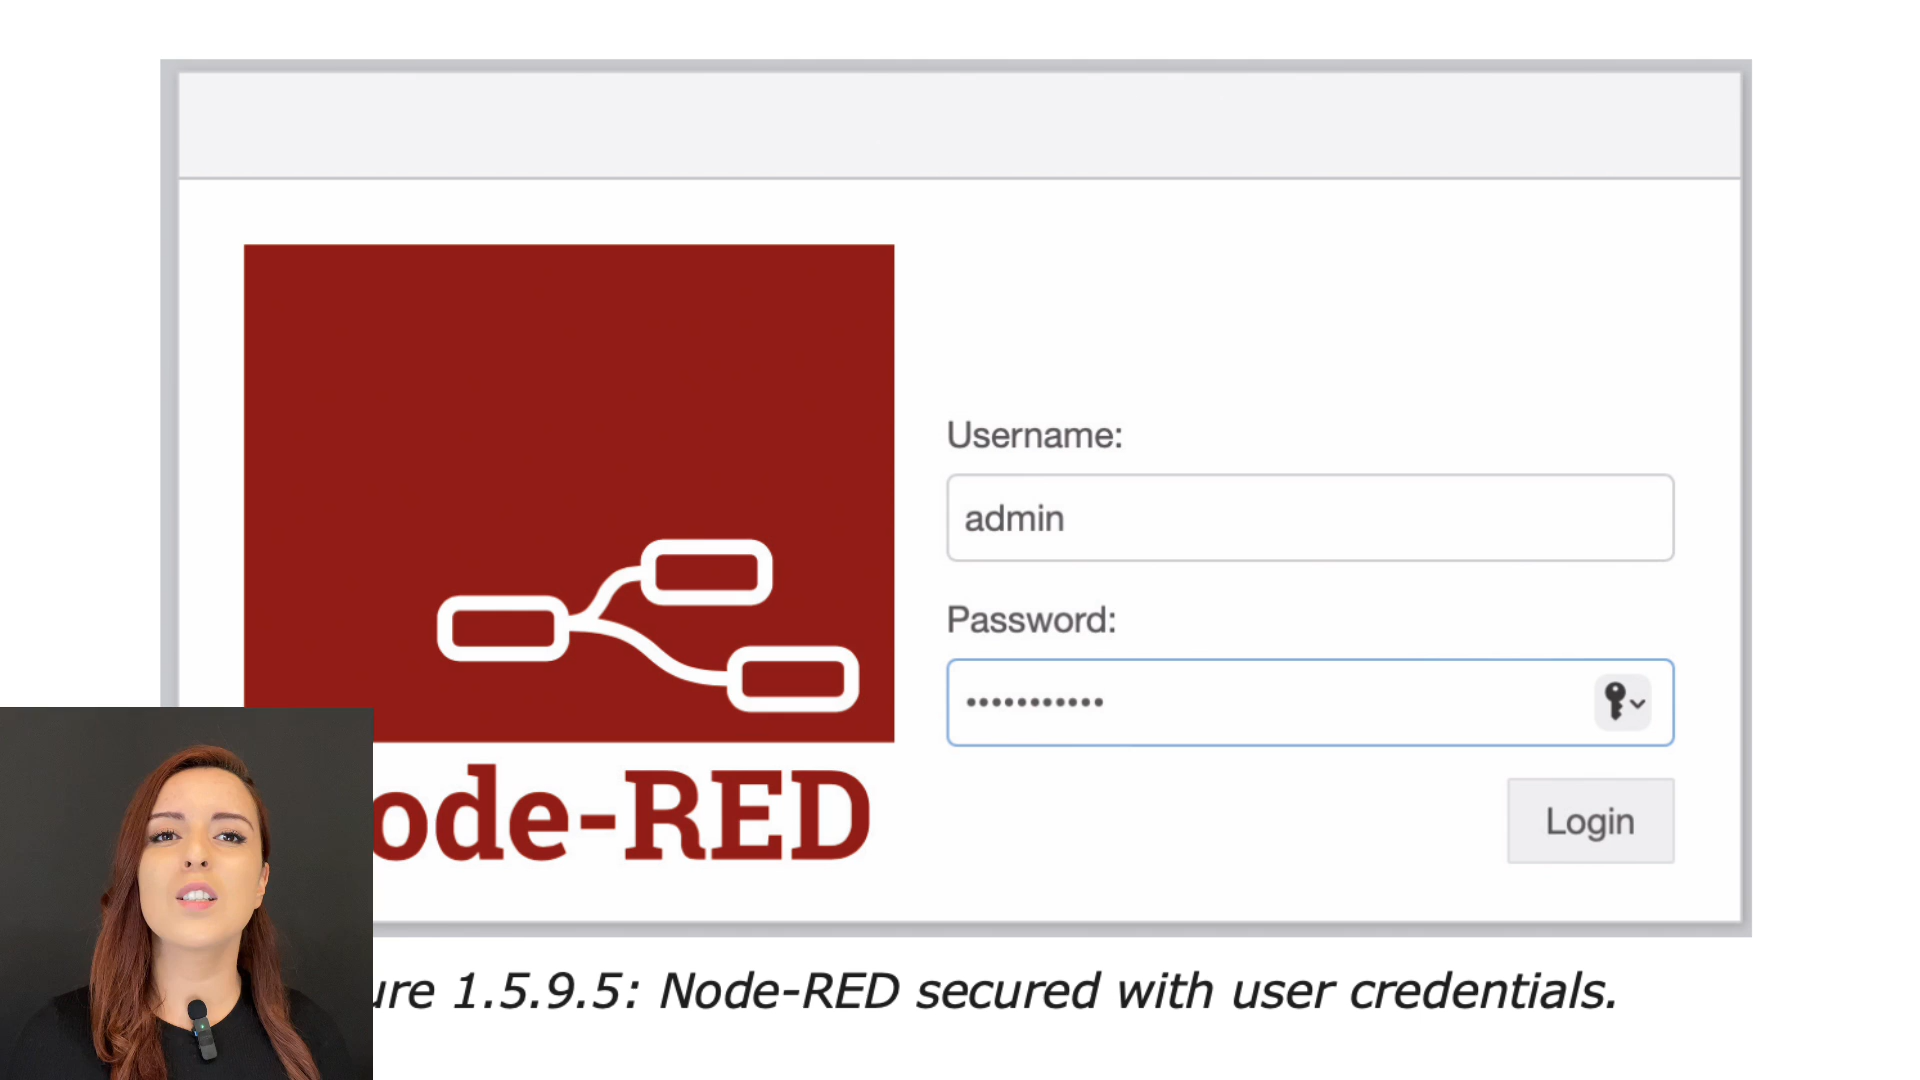 Username:
admin
Password:
•••••••••••
Login
ode-RED
ure 1.5.9.5: Node-RED secured with user credentials.